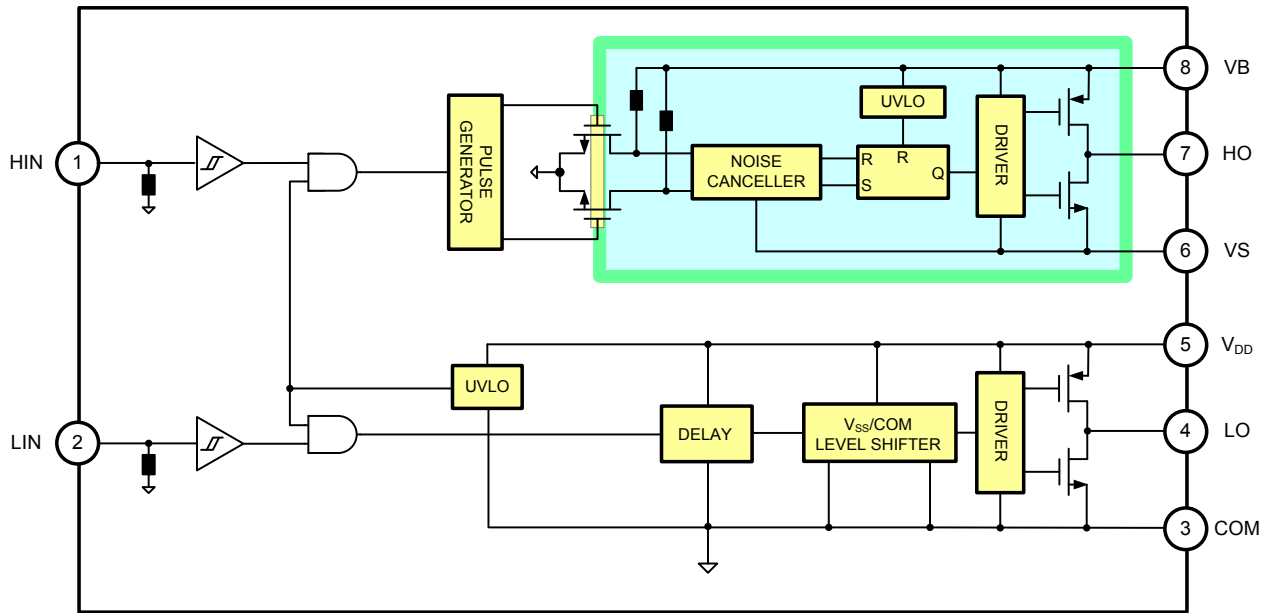 8 VB
UVLO
PULSE
GENERATOR
DRIVER
HIN 1
NOISE
CANCELLER
R
R
S
Q
7 HO
6 VS
5 VDD
UVLO
DRIVER
LIN 2
DELAY
VSS/COM
LEVEL SHIFTER
4 LO
3 COM